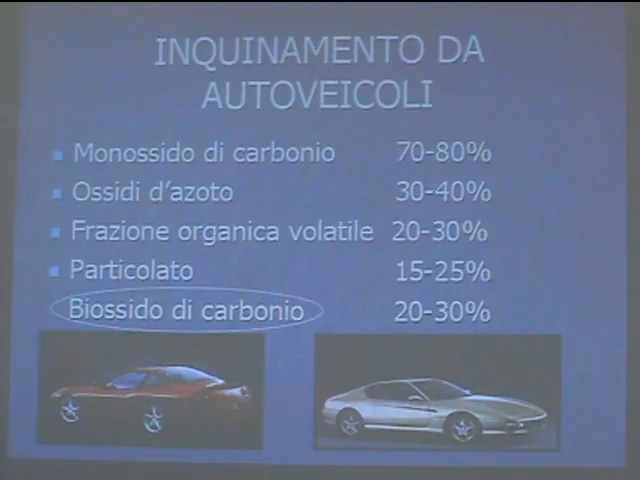 INQUINAMENTO DA
AUTOVEICOLI
Monossido di carbonio 70-80%
Ossidi d'azoto 30-40%
Frazione organica volatile 20-30%
Particolato 15-25%
Biossido di carbonio 20-30%